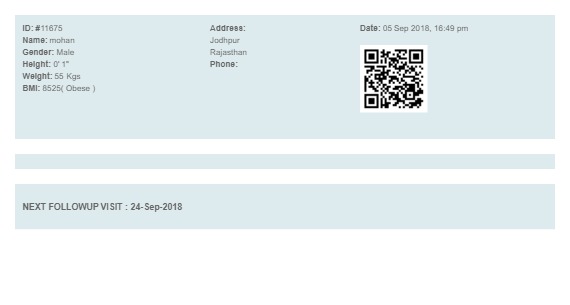 ID: #11675
Name: mohan
Gender: Male
Height: 0' 1"
Weight: 55 Kgs
BMI: 8525( Obese )
Address:
Jodhpur
Rajasthan
Phone:
Date: 05 Sep 2018, 16:49 pm
NEXT FOLLOWUP VISIT : 24-Sep-2018